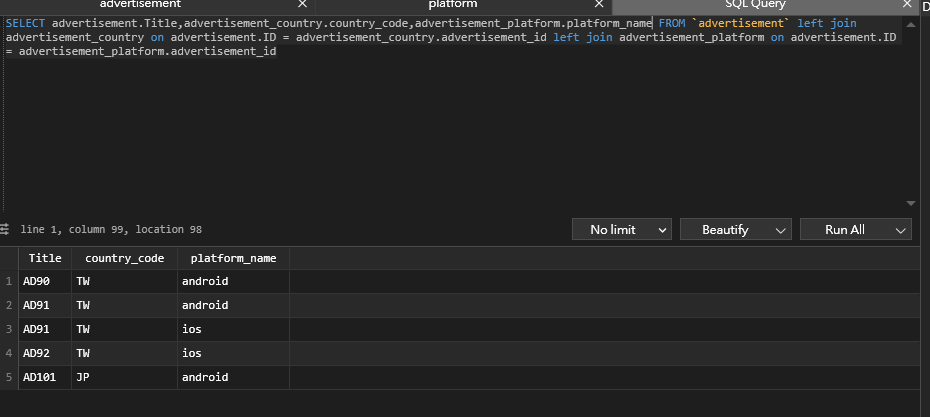 advertisement × platform × SQL Query × D
SELECT advertisement.Title,advertisement_country.country_code,advertisement_platform.platform_name FROM `advertisement` left join
advertisement_country on advertisement.ID = advertisement_country.advertisement_id left join advertisement_platform on advertisement.ID
= advertisement_platform.advertisement_id
line 1, column 99, location 98 No limit Beautify Run All
Title country_code platform_name
1 AD90 TW android
2 AD91 TW android
3 AD91 TW ios
4 AD92 TW ios
5 AD101 JP android